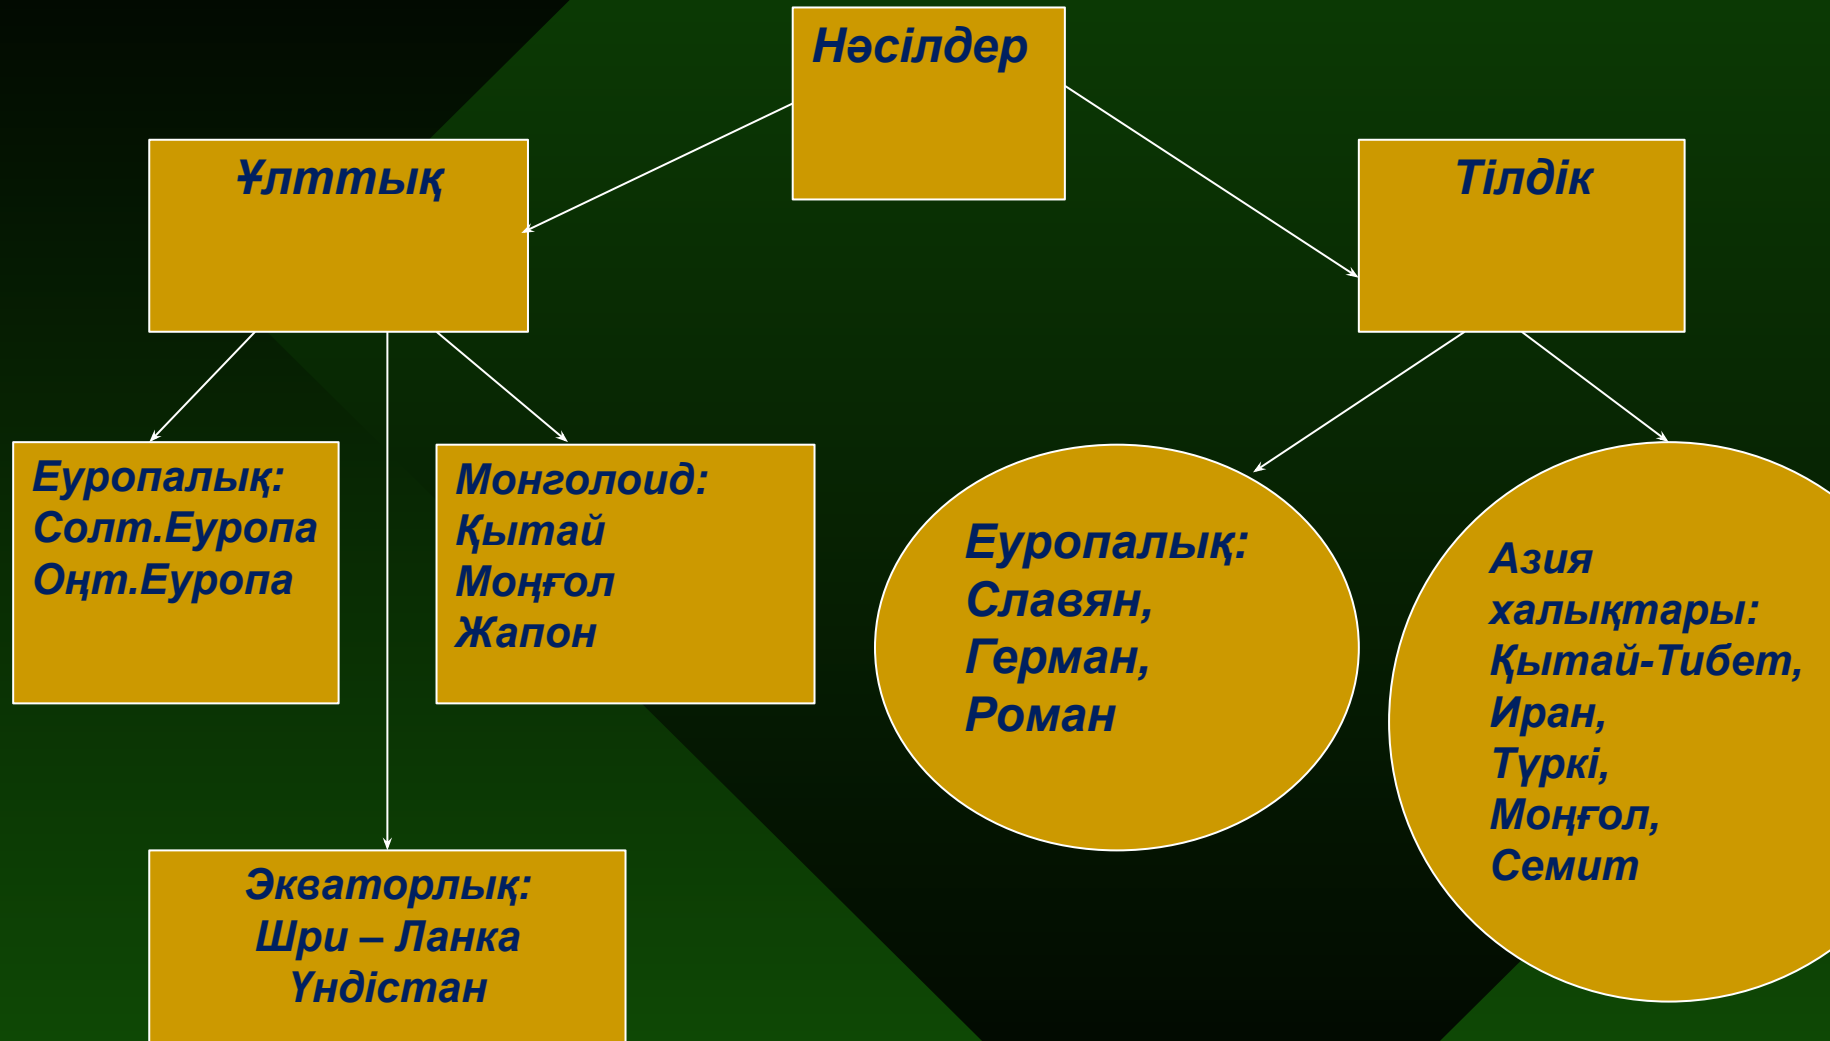 Нәсілдер
Ұлттық
Тілдік
Еуропалық:
Солт.Еуропа
Оңт.Еуропа
Монголоид:
Қытай
Моңғол
Жапон
Еуропалық:
Славян,
Герман,
Роман
Азия
халықтары:
Қытай-Тибет,
Иран,
Түркі,
Моңғол,
Семит
Экваторлық:
Шри – Ланка
Үндістан